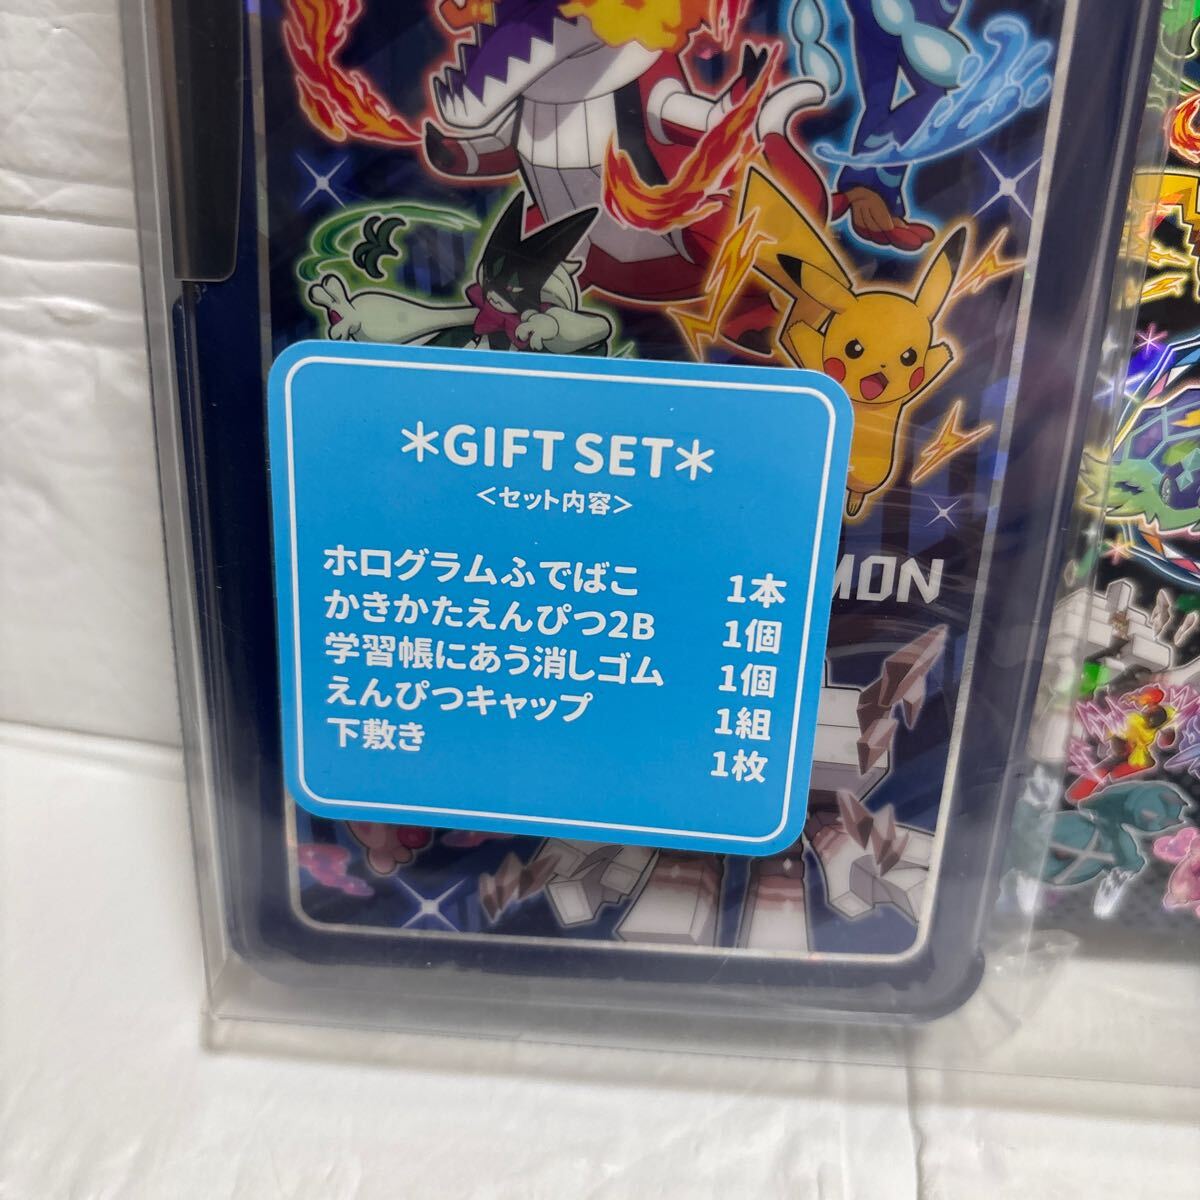 *GIFT SET*
<セット内容>
ホログラムふでばこ 1本
かきかたえんぴつ2B 1個
学習帳にあう消しゴム 1個
えんぴつキャップ 1組
下敷き 1枚
MON